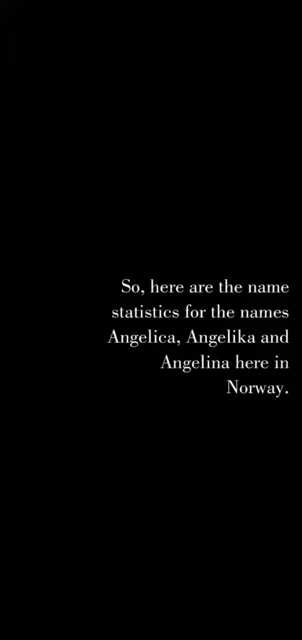 So, here are the name
statistics for the names
Angelica, Angelika and
Angelina here in
Norway.